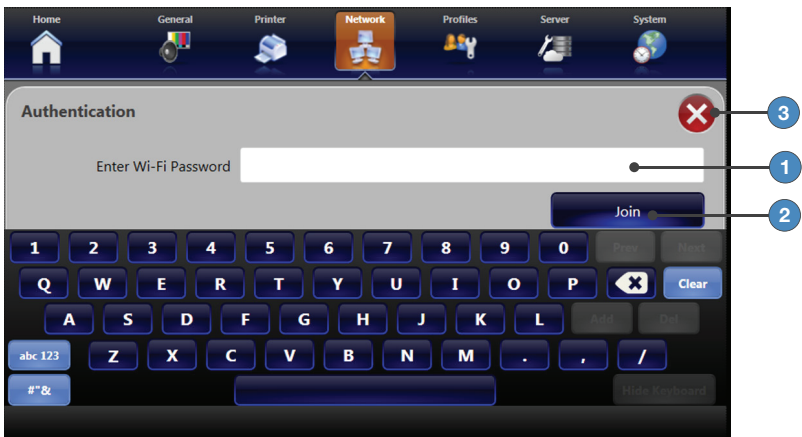 Home General Printer Network Profiles Server System
Authentication
3
Enter Wi-Fi Password
1
Join
2
1 2 3 4 5 6 7 8 9 0 Prev Next
Q W E R T Y U I O P Clear
A S D F G H J K L Add Del
abc 123 Z X C V B N M . , /
#"& Hide Keyboard